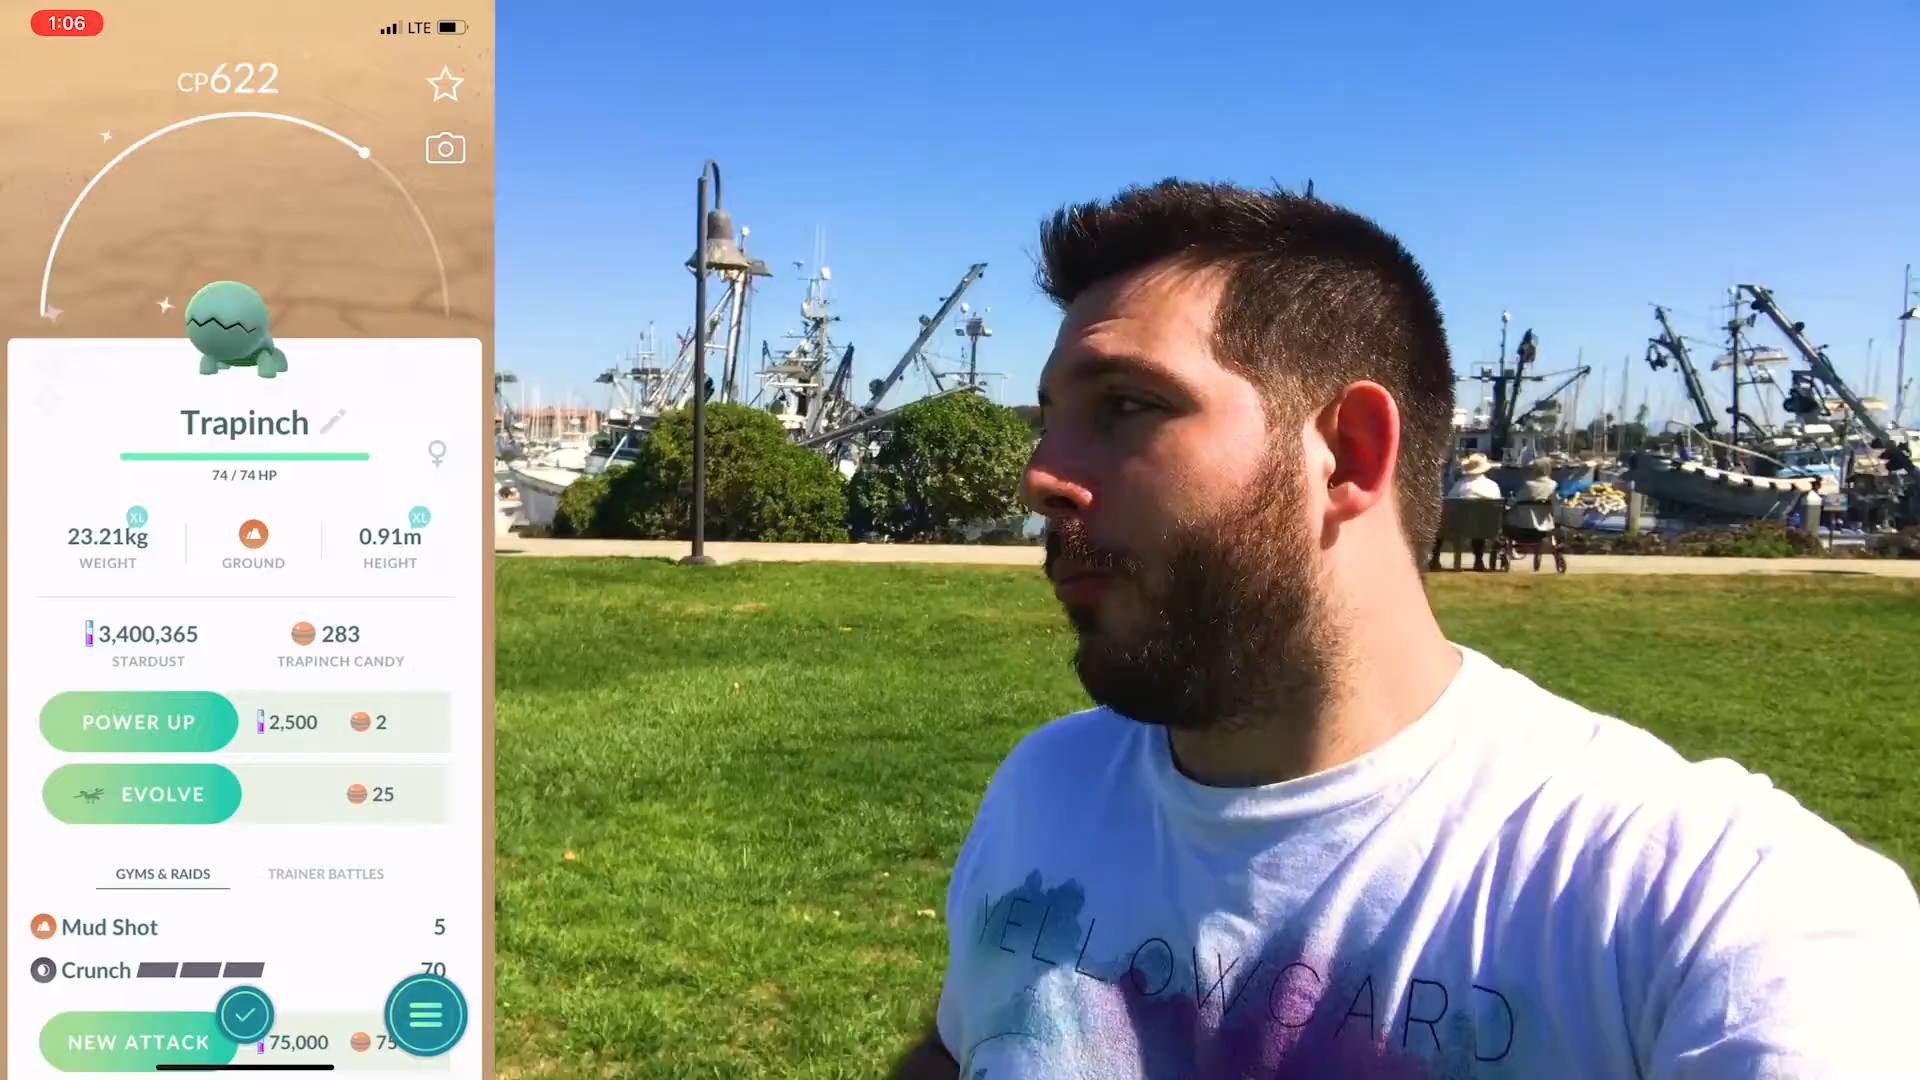 1:06
LTE
CP622
Trapinch
74 / 74 HP
XL
XL
23.21kg
0.91m
WEIGHT
GROUND
HEIGHT
3,400,365
283
STARDUST
TRAPINCH CANDY
POWER UP
2,500
2
EVOLVE
25
GYMS & RAIDS
TRAINER BATTLES
Mud Shot
5
Crunch
70
NEW ATTACK
75,000
75
YELLOWCARD